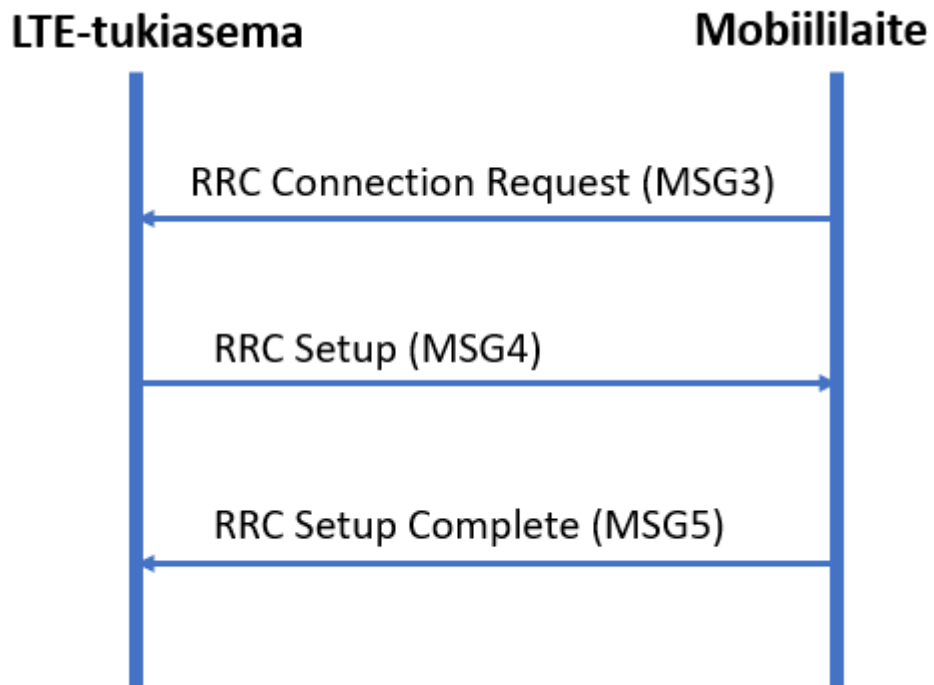 LTE-tukiasema
Mobiililaite
RRC Connection Request (MSG3)
RRC Setup (MSG4)
RRC Setup Complete (MSG5)